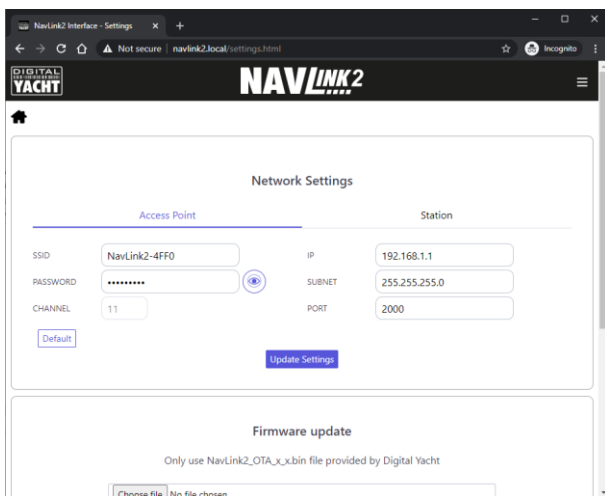 NavLink2 Interface - Settings
Not secure | navlink2.local/settings.html
Incognito
DIGITAL
YACHT
NAVLINK2
Network Settings
Access Point Station
SSID NavLink2-4FF0 IP 192.168.1.1
PASSWORD ••••••••• SUBNET 255.255.255.0
CHANNEL 11 PORT 2000
Default
Update Settings
Firmware update
Only use NavLink2_OTA_x_x.bin file provided by Digital Yacht
Choose file No file chosen